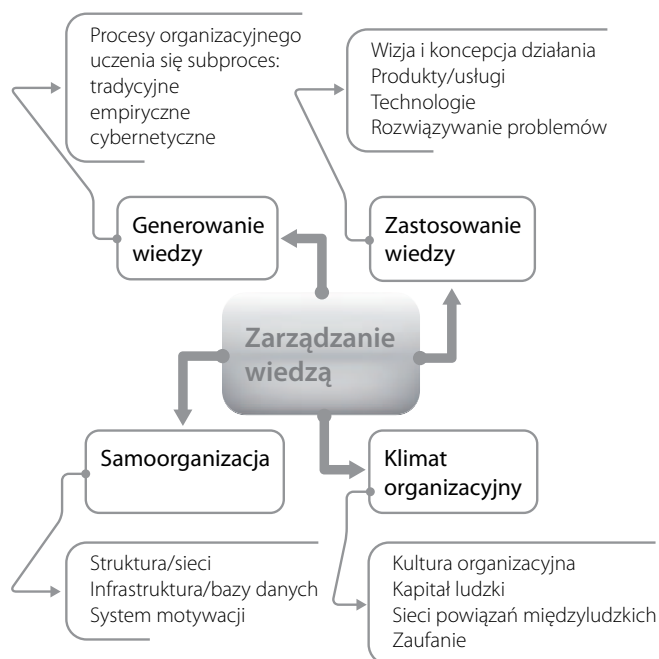 Procesy organizacyjnego
uczenia się subproces:
tradycyjne
empiryczne
cybernetyczne
Wizja i koncepcja działania
Produkty/usługi
Technologie
Rozwiązywanie problemów
Generowanie
wiedzy
Zastosowanie
wiedzy
Zarządzanie
wiedzą
Samoorganizacja
Klimat
organizacyjny
Struktura/sieci
Infrastruktura/bazy danych
System motywacji
Kultura organizacyjna
Kapitał ludzki
Sieci powiązań międzyludzkich
Zaufanie